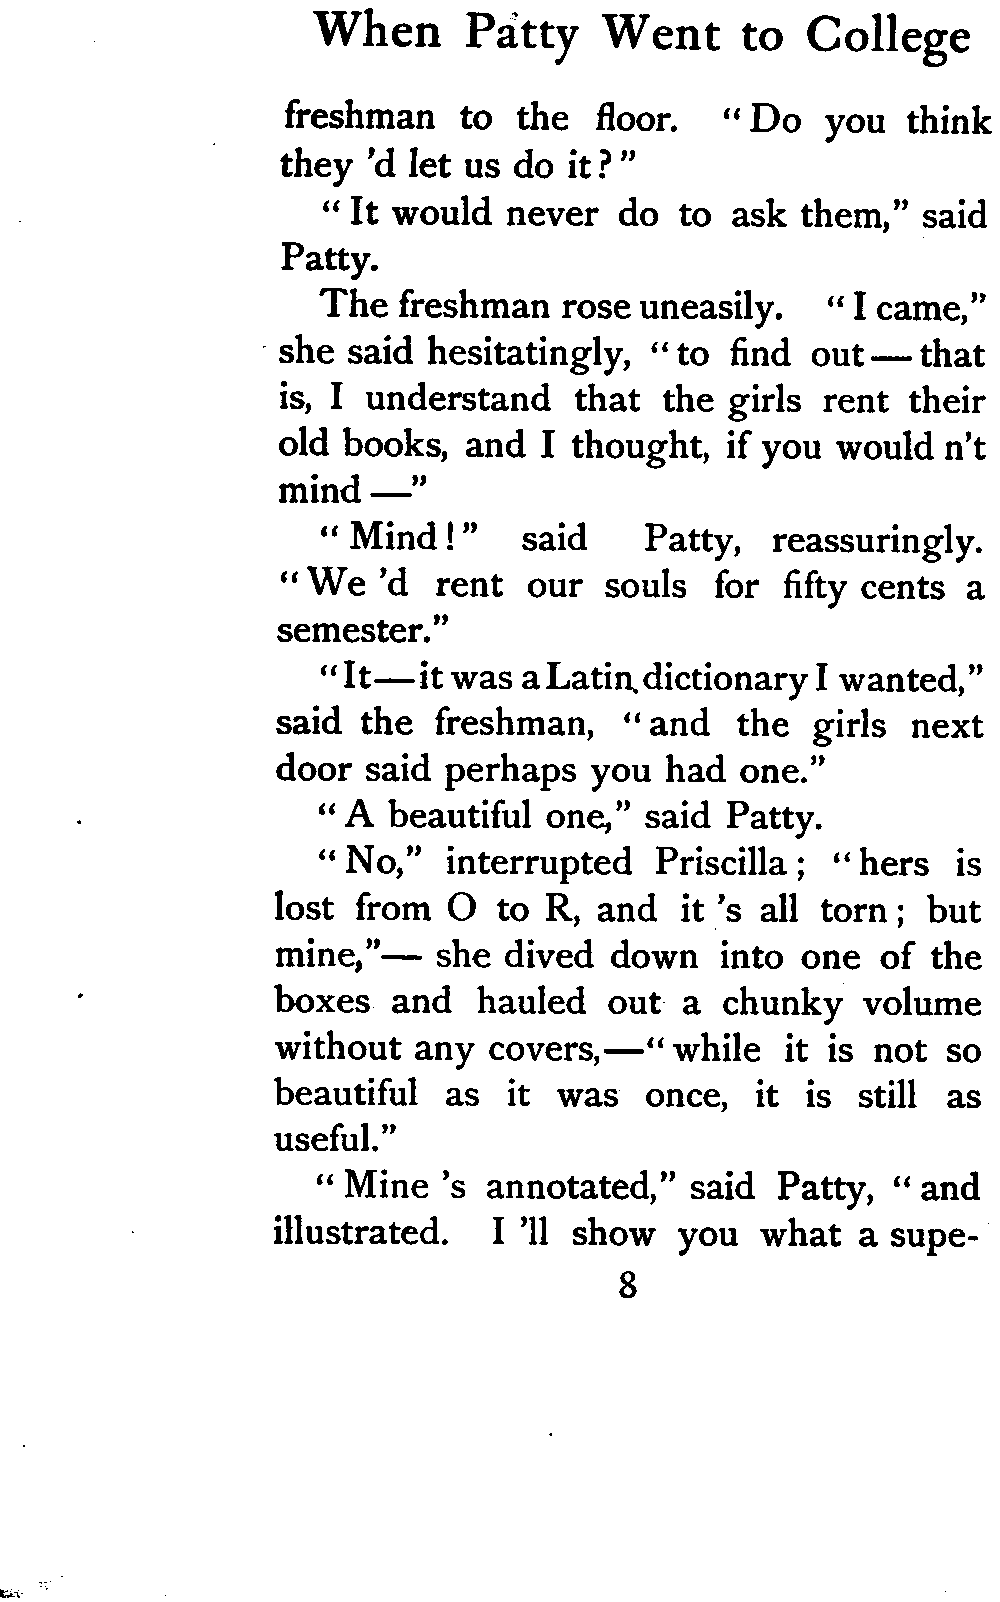 When Patty Went to College
freshman to the floor. "Do you think
they 'd let us do it?"
"It would never do to ask them," said
Patty.
The freshman rose uneasily. "I came,"
she said hesitatingly, "to find out—that
is, I understand that the girls rent their
old books, and I thought, if you would n't
mind—"
"Mind!" said Patty, reassuringly.
"We 'd rent our souls for fifty cents a
semester."
"It—it was a Latin dictionary I wanted,"
said the freshman, "and the girls next
door said perhaps you had one."
"A beautiful one," said Patty.
"No," interrupted Priscilla; "hers is
lost from O to R, and it 's all torn; but
mine,"— she dived down into one of the
boxes and hauled out a chunky volume
without any covers,—"while it is not so
beautiful as it was once, it is still as
useful."
"Mine 's annotated," said Patty, "and
illustrated. I 'll show you what a supe-
8